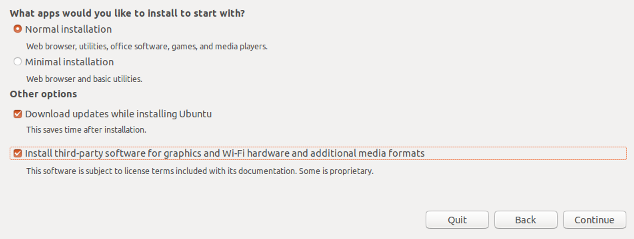 What apps would you like to install to start with?
Normal installation
Web browser, utilities, office software, games, and media players.
Minimal installation
Web browser and basic utilities.
Other options
Download updates while installing Ubuntu
This saves time after installation.
Install third-party software for graphics and Wi-Fi hardware and additional media formats
This software is subject to license terms included with its documentation. Some is proprietary.
Quit Back Continue